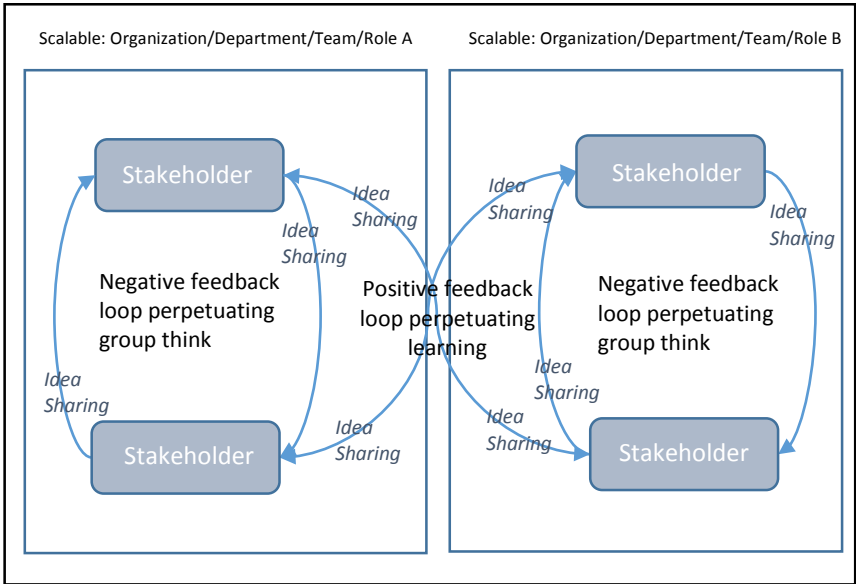 Scalable: Organization/Department/Team/Role A
Scalable: Organization/Department/Team/Role B
Stakeholder
Stakeholder
Idea
Sharing
Idea
Sharing
Idea
Sharing
Idea
Sharing
Negative feedback
loop perpetuating
group think
Positive feedback
loop perpetuating
learning
Negative feedback
loop perpetuating
group think
Idea
Sharing
Idea
Sharing
Idea
Sharing
Idea
Sharing
Stakeholder
Stakeholder